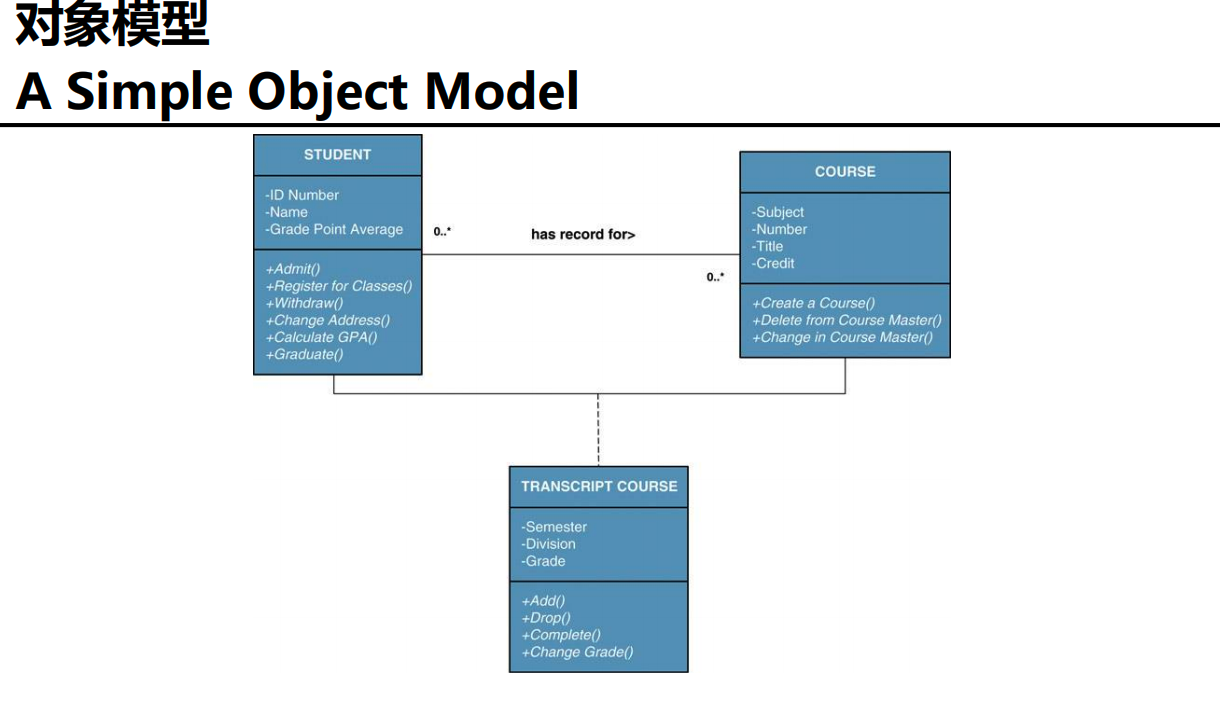 对象模型
A Simple Object Model
STUDENT
-ID Number
-Name
-Grade Point Average
+Admit()
+Register for Classes()
+Withdraw()
+Change Address()
+Calculate GPA()
+Graduate()
0..*
has record for>
0..*
COURSE
-Subject
-Number
-Title
-Credit
+Create a Course()
+Delete from Course Master()
+Change in Course Master()
TRANSCRIPT COURSE
-Semester
-Division
-Grade
+Add()
+Drop()
+Complete()
+Change Grade()